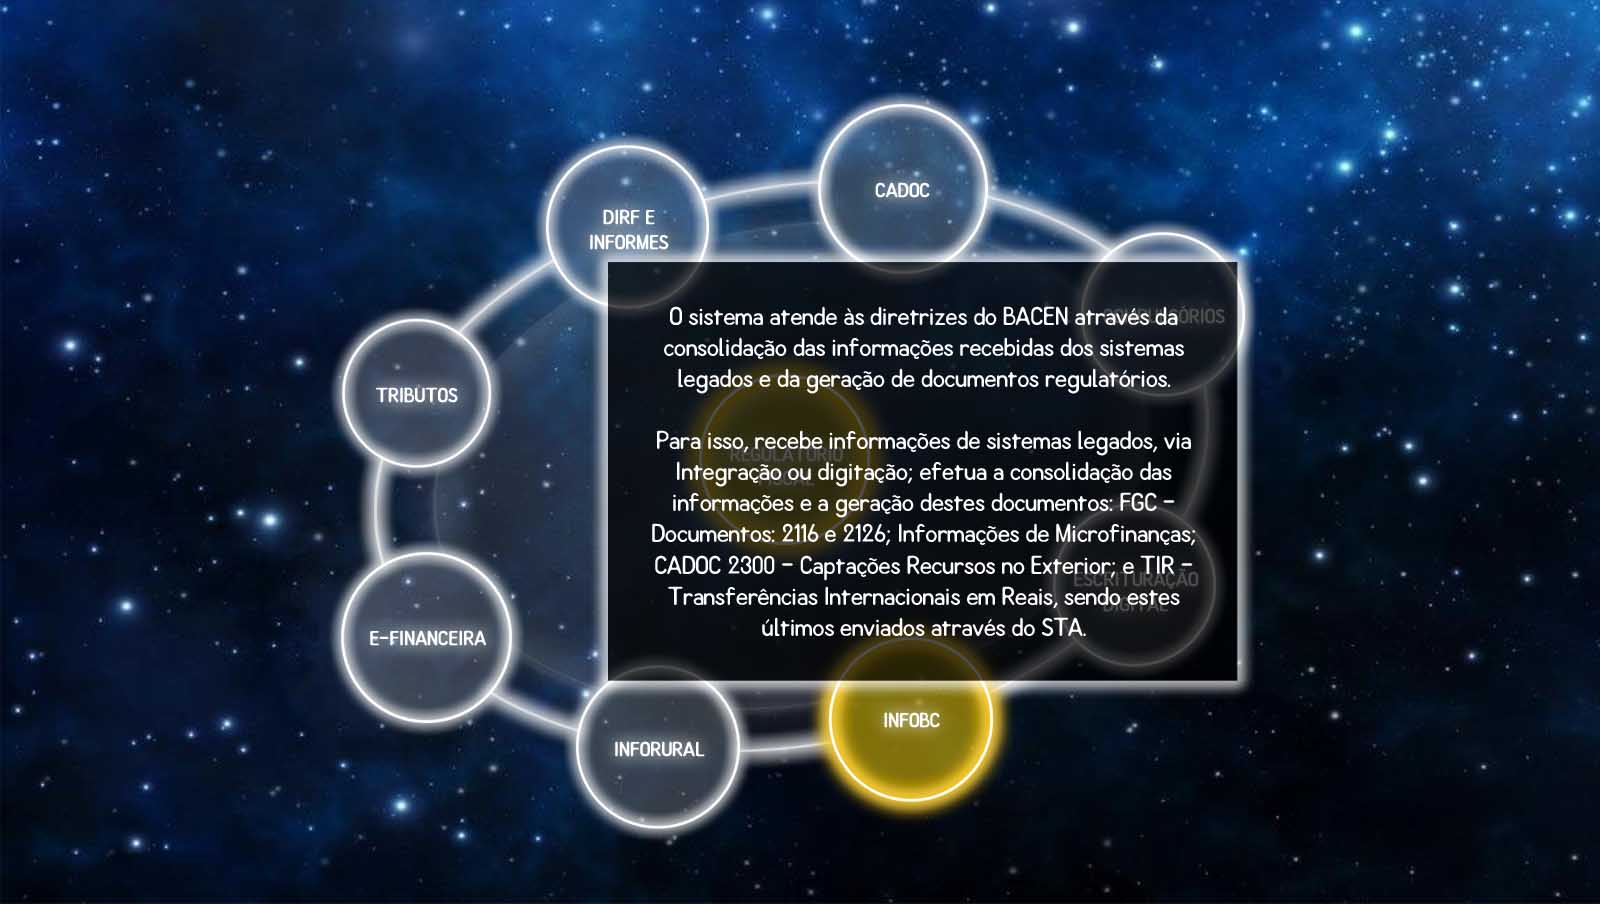 CADOC
DIRF E
INFORMES
O sistema atende às diretrizes do BACEN através da
consolidação das informações recebidas dos sistemas
legados e da geração de documentos regulatórios.
TRIBUTOS
Para isso, recebe informações de sistemas legados, via
Integração ou digitação; efetua a consolidação das
informações e a geração destes documentos: FGC -
Documentos: 2116 e 2126; Informações de Microfinanças;
CADOC 2300 - Captações Recursos no Exterior; e TIR -
Transferências Internacionais em Reais, sendo estes
últimos enviados através do STA.
REGULATÓRIO
ESCRITURAÇÃO
DIGITAL
E-FINANCEIRA
INFOBC
INFORURAL